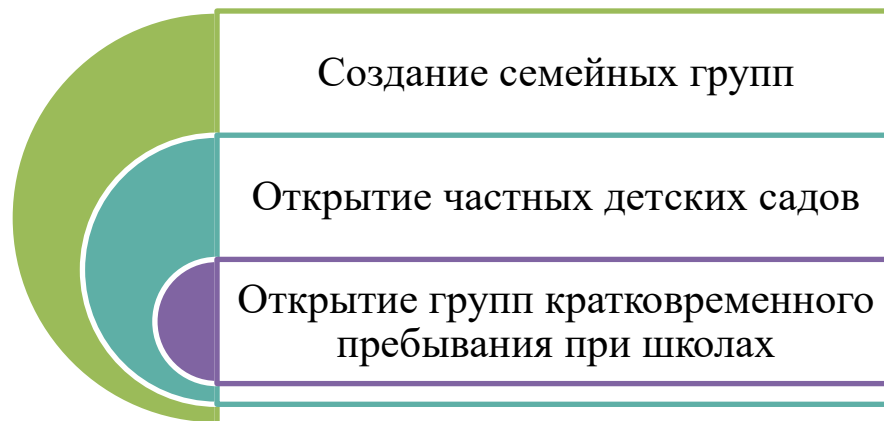 Создание семейных групп
Открытие частных детских садов
Открытие групп кратковременного
пребывания при школах